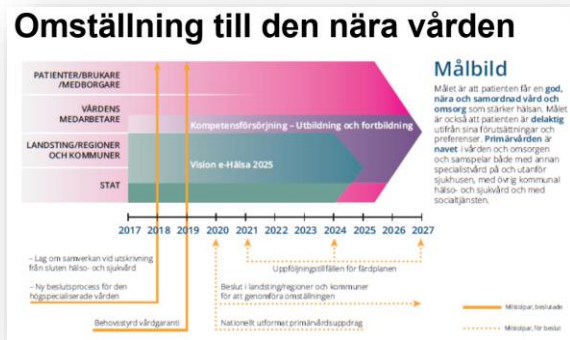 Omställning till den nära vården
PATIENTER/BRUKARE
/MEDBORGARE
VÅRDENS
MEDARBETARE
LANDSTING/REGIONER
OCH KOMMUNER
STAT
Kompetensförsörjning – Utbildning och fortbildning
Vision e-Hälsa 2025
2017 2018 2019 2020 2021 2022 2023 2024 2025 2026 2027
– Lag om samverkan vid utskrivning
från sluten hälso- och sjukvård
– Ny beslutsprocess för den
högspecialiserade vården
Behovsstyrd vårdgaranti
Uppföljningstillfällen för färdplanen
Beslut i landsting/regioner och kommuner
för att genomföra omställningen
Nationellt utformat primärvårdsuppdrag
Målbild
Målet är att patienten får en god,
nära och samordnad vård och
omsorg som stärker hälsan. Målet
är också att patienten är delaktig
utifrån sina förutsättningar och
preferenser. Primärvården är
navet i vården och omsorgen
och samspelar både med annan
specialistvård på och utanför
sjukhusen, med övrig kommunal
hälso- och sjukvård och med
socialtjänsten.
Milstolpar, beslutade
Milstolpar, för beslut